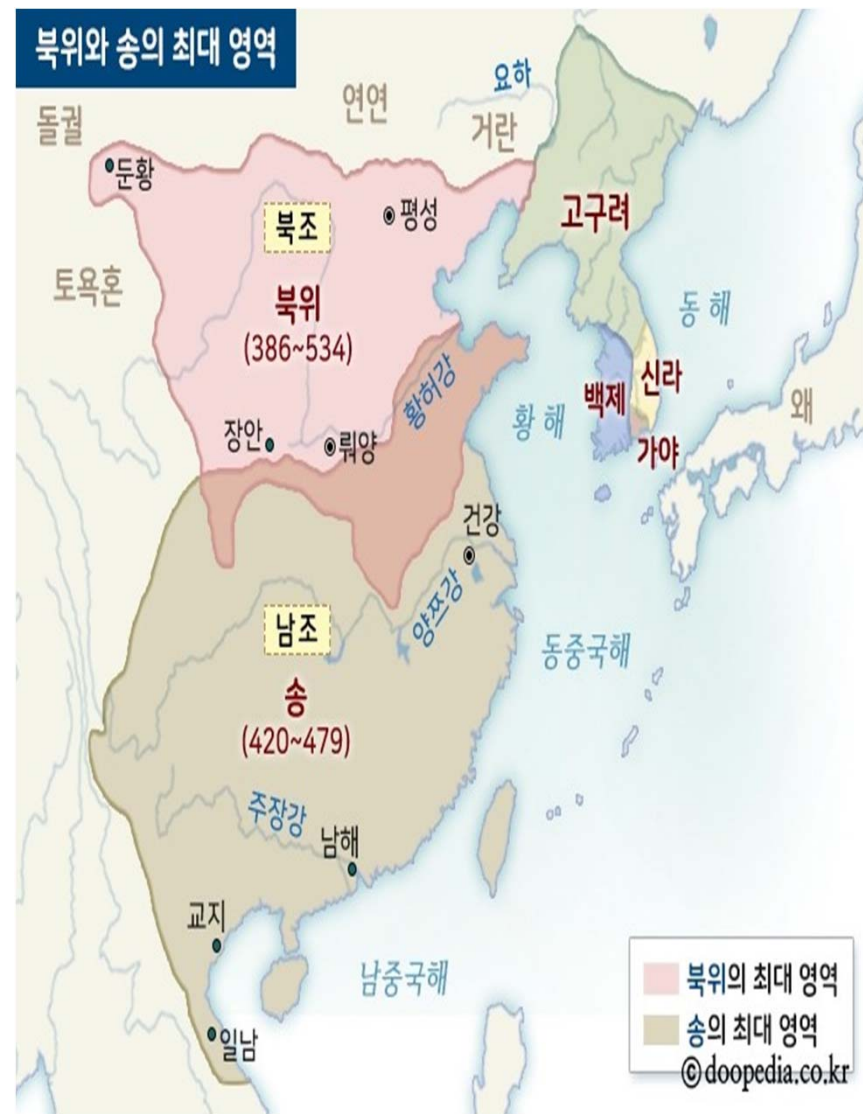 북위와 송의 최대 영역
돌궐
연연
요하
거란
둔황
평성
고구려
북조
토욕혼
북위
(386~534)
동해
황허강
신라
백제
황해
왜
장안
뤄양
가야
건강
양쯔강
남조
동중국해
송
(420~479)
주장강
남해
교지
남중국해
일남
북위의 최대 영역
송의 최대 영역
ⓒdoopedia.co.kr